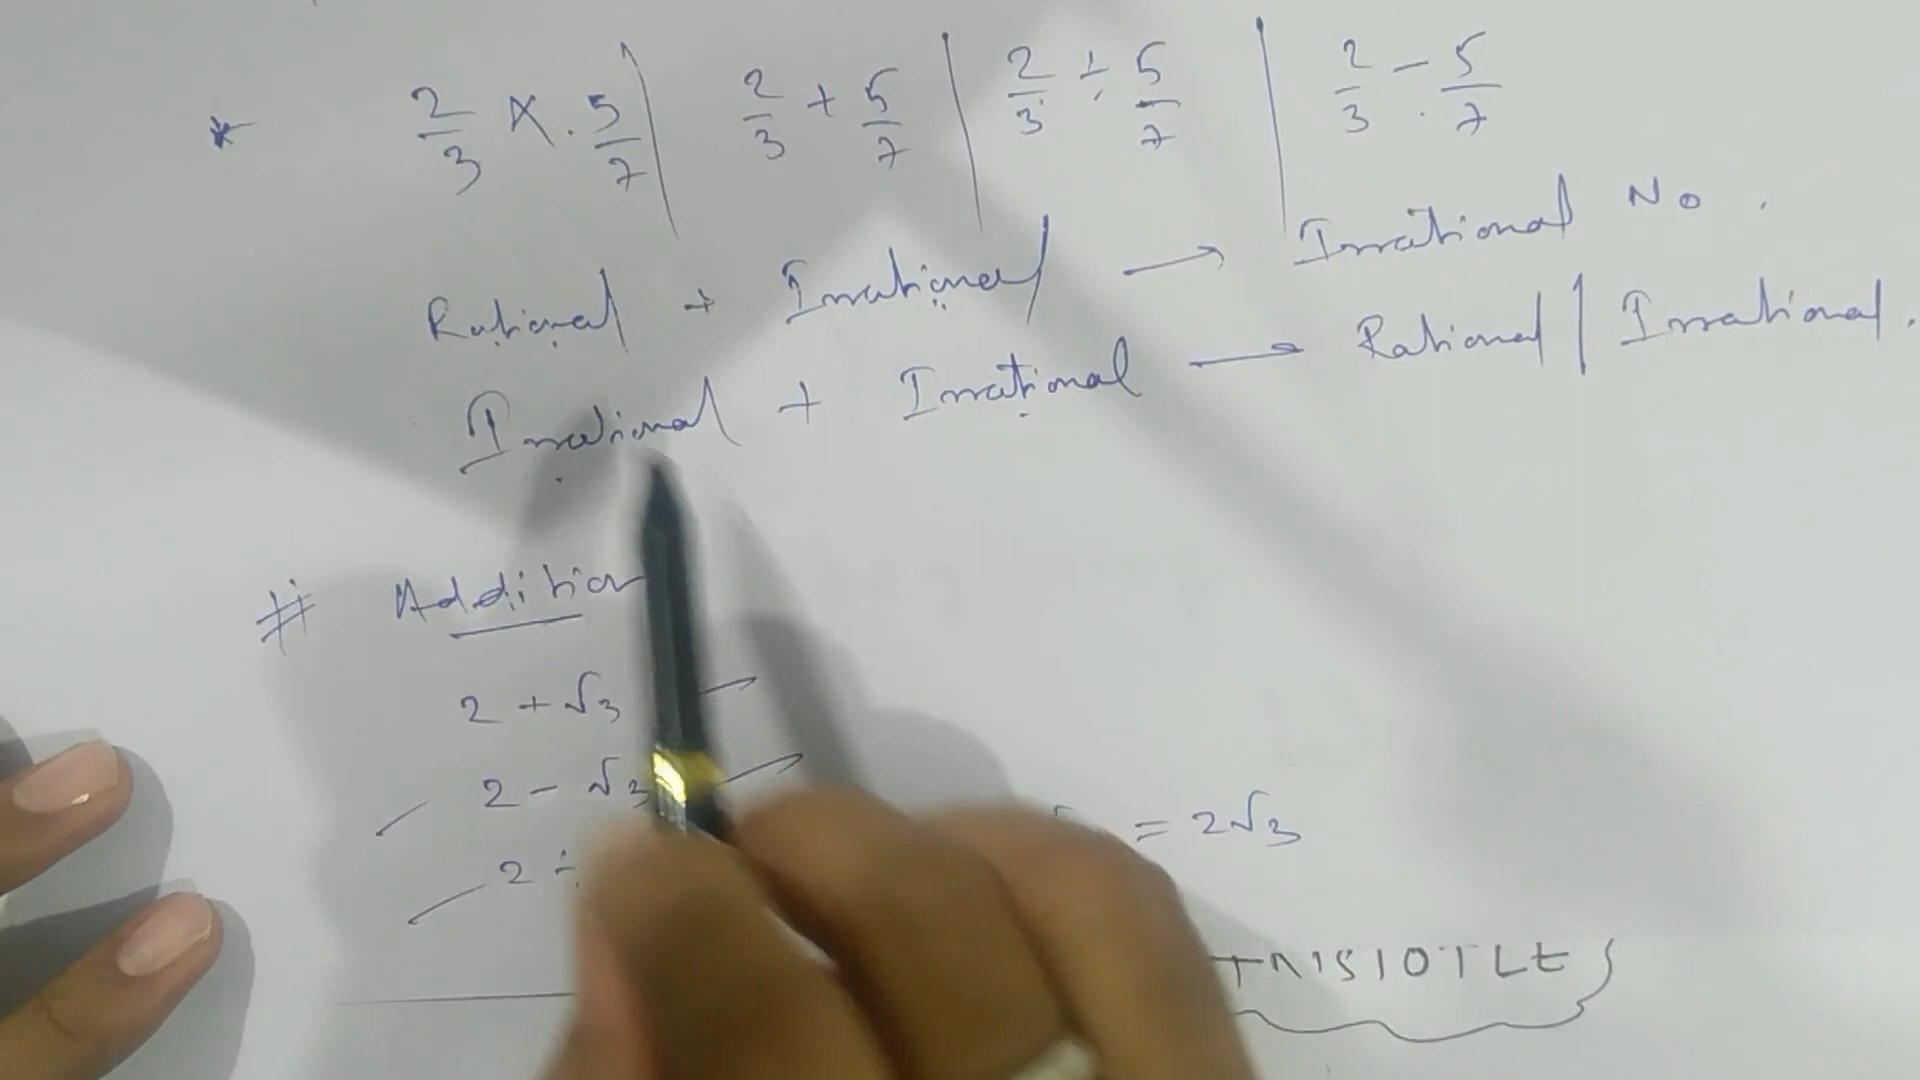 * 2/3 × 5/7 | 2/3 + 5/7 | 2/3 ÷ 5/7 | 2/3 - 5/7
Rational + Irrational → Irrational No.
Irrational + Irrational → Rational / Irrational.
# Addition
2 + √3 →
2 - √3 →
= 2√3
2 ÷